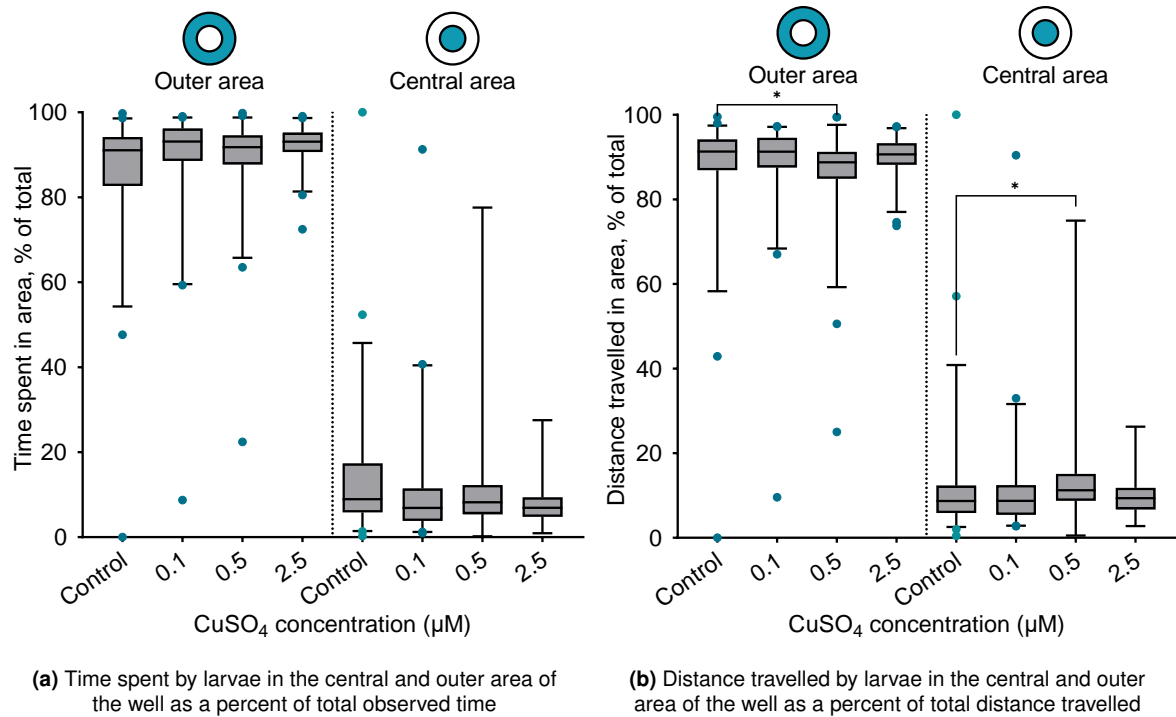 Outer area
Central area
Time spent in area, % of total
100
80
60
40
20
0
Control
0.1
0.5
2.5
Control
0.1
0.5
2.5
CuSO₄ concentration (µM)
(a) Time spent by larvae in the central and outer area of
the well as a percent of total observed time
Outer area
Central area
Distance travelled in area, % of total
100
80
60
40
20
0
*
*
Control
0.1
0.5
2.5
Control
0.1
0.5
2.5
CuSO₄ concentration (µM)
(b) Distance travelled by larvae in the central and outer
area of the well as a percent of total distance travelled